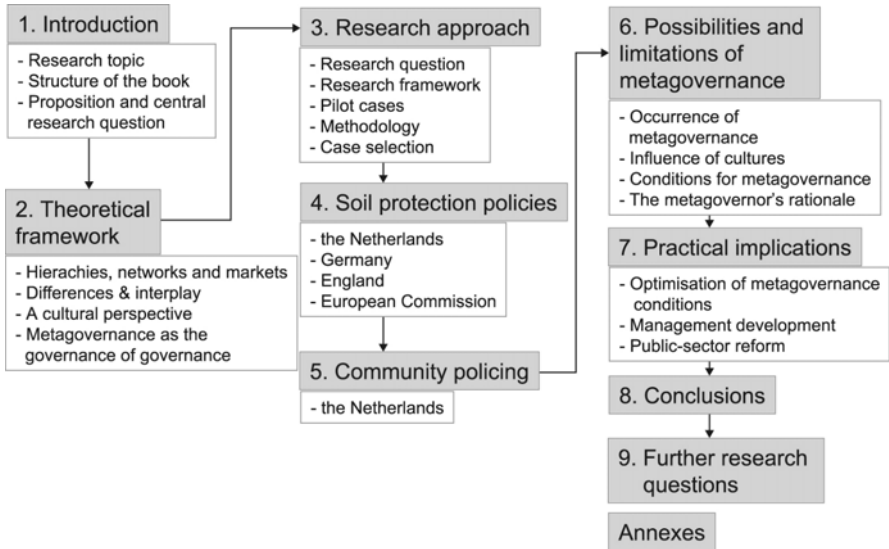 1. Introduction
- Research topic
- Structure of the book
- Proposition and central
research question
2. Theoretical
framework
- Hierachies, networks and markets
- Differences & interplay
- A cultural perspective
- Metagovernance as the
governance of governance
3. Research approach
- Research question
- Research framework
- Pilot cases
- Methodology
- Case selection
4. Soil protection policies
- the Netherlands
- Germany
- England
- European Commission
5. Community policing
- the Netherlands
6. Possibilities and
limitations of
metagovernance
- Occurrence of
metagovernance
- Influence of cultures
- Conditions for metagovernance
- The metagovernor's rationale
7. Practical implications
- Optimisation of metagovernance
conditions
- Management development
- Public-sector reform
8. Conclusions
9. Further research
questions
Annexes